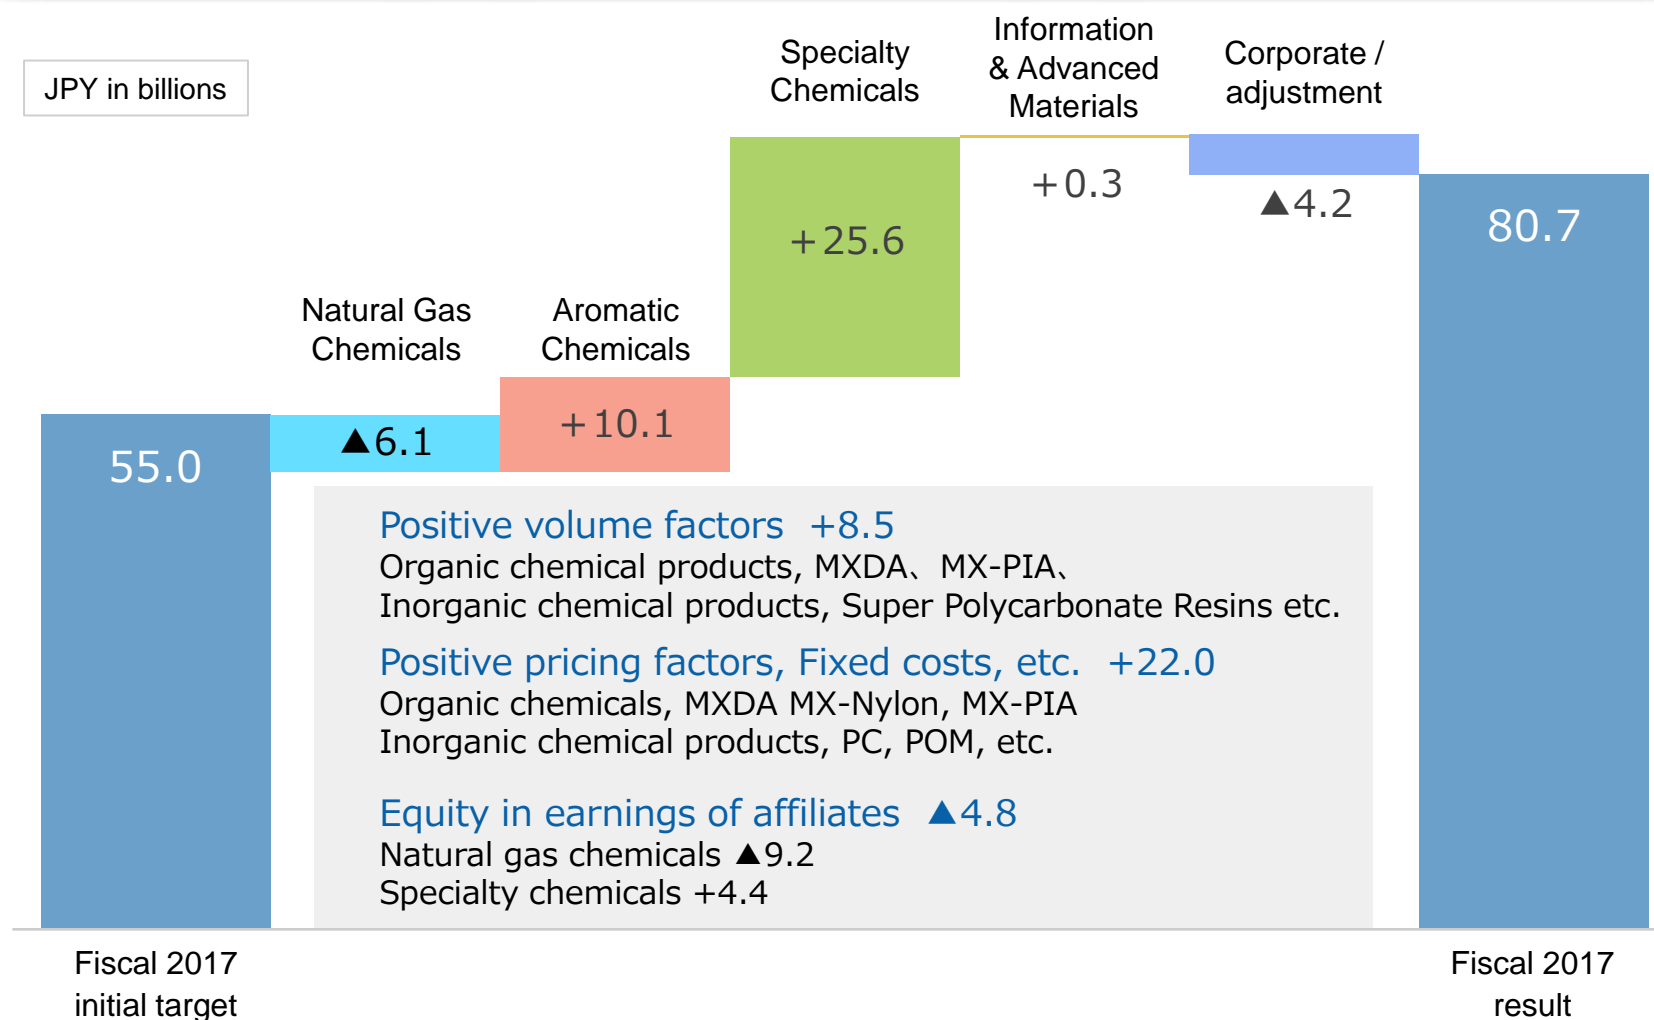 JPY in billions
Specialty
Chemicals
Information
& Advanced
Materials
Corporate /
adjustment
+0.3
▲4.2
+25.6
80.7
Natural Gas
Chemicals
Aromatic
Chemicals
55.0
▲6.1
+10.1
Positive volume factors +8.5
Organic chemical products, MXDA、MX-PIA、
Inorganic chemical products, Super Polycarbonate Resins etc.
Positive pricing factors, Fixed costs, etc. +22.0
Organic chemicals, MXDA MX-Nylon, MX-PIA
Inorganic chemical products, PC, POM, etc.
Equity in earnings of affiliates ▲4.8
Natural gas chemicals ▲9.2
Specialty chemicals +4.4
Fiscal 2017
initial target
Fiscal 2017
result